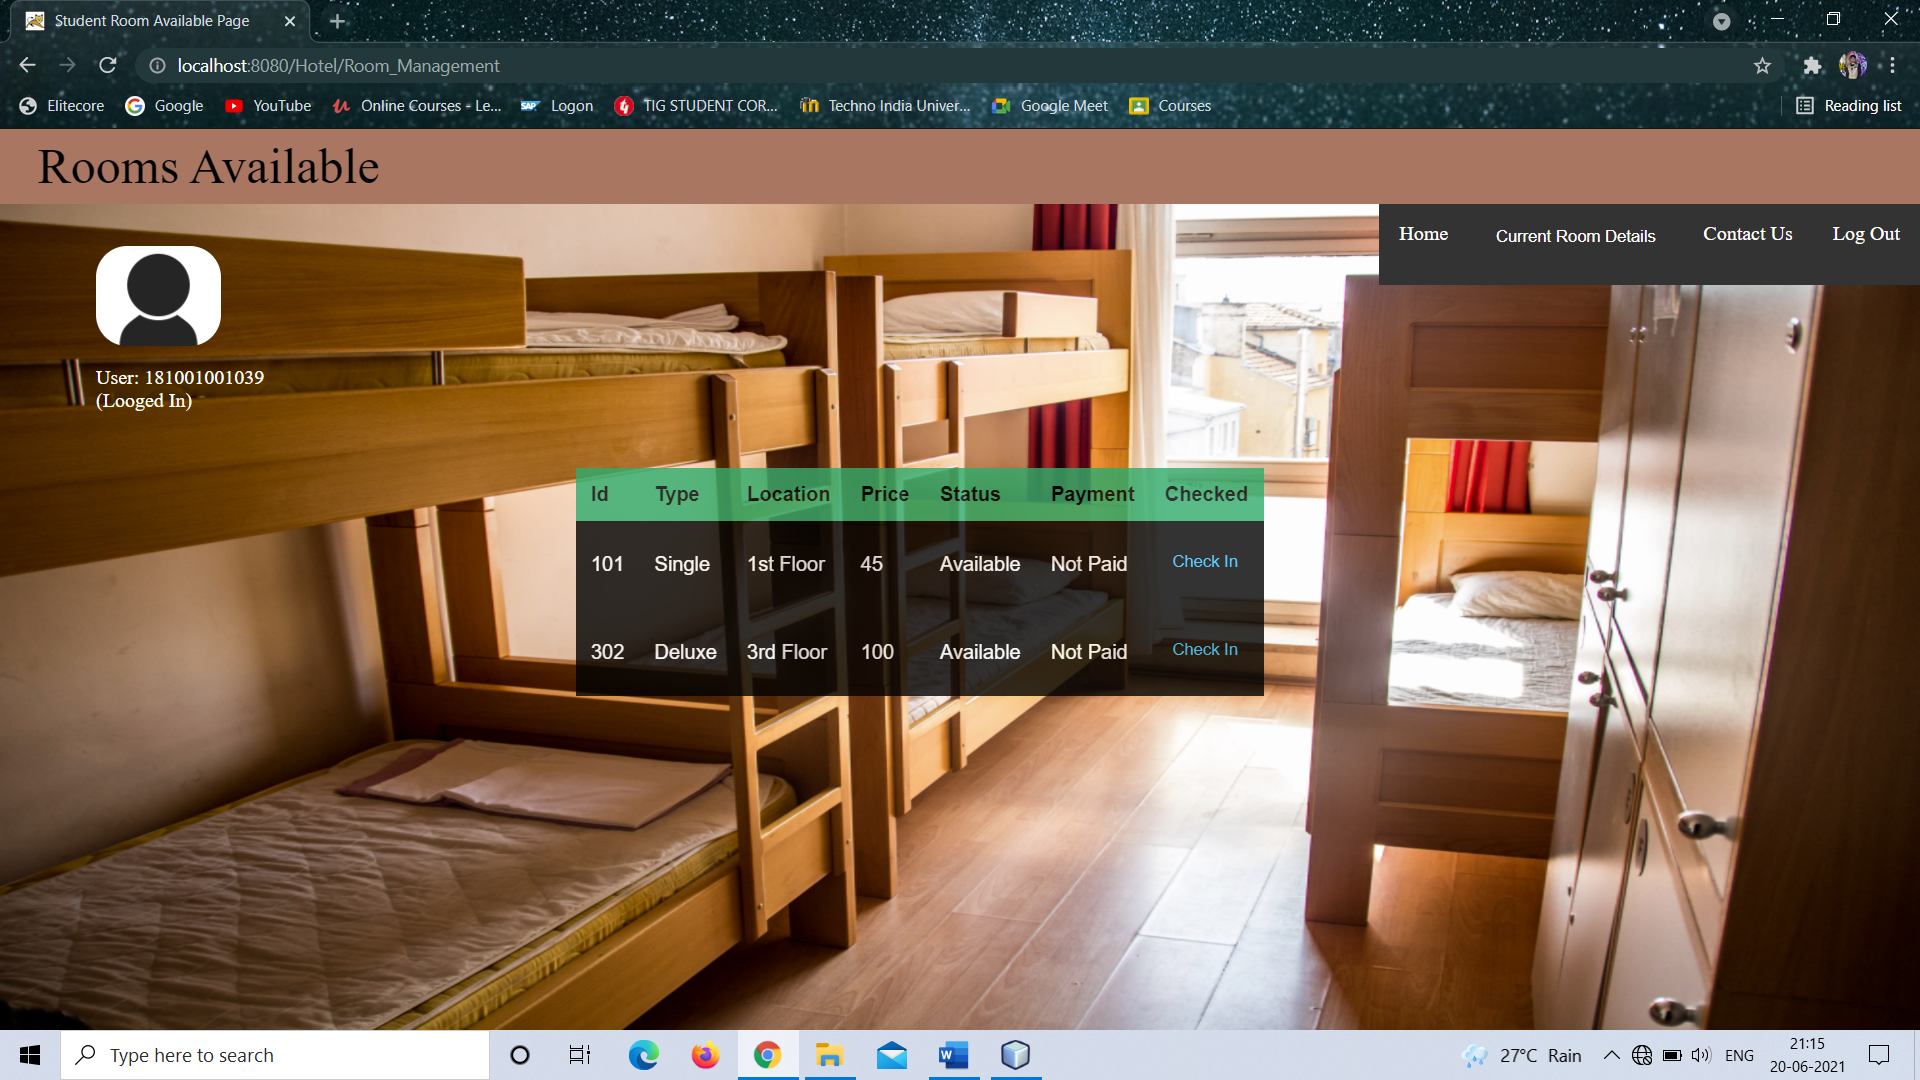 Student Room Available Page
localhost:8080/Hotel/Room_Management
Elitecore Google YouTube Online Courses - Le... Logon TIG STUDENT COR... Techno India Univer... Google Meet Courses Reading list
Rooms Available
Home Current Room Details Contact Us Log Out
User: 181001001039
(Looged In)
Id Type Location Price Status Payment Checked
101 Single 1st Floor 45 Available Not Paid Check In
302 Deluxe 3rd Floor 100 Available Not Paid Check In
Type here to search
27°C Rain ENG
21:15
20-06-2021